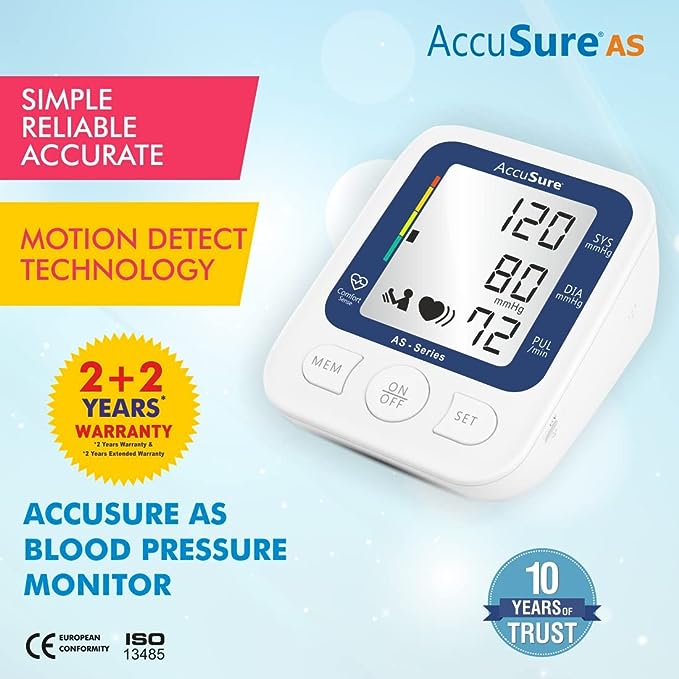 AccuSure® AS
SIMPLE
RELIABLE
ACCURATE
MOTION DETECT
TECHNOLOGY
2+2
YEARS*
WARRANTY
*2 Years Warranty &
*2 Years Extended Warranty
AccuSure®
120
SYS
mmHg
80
mmHg
DIA
mmHg
72
PUL
/min
Comfort
Sense
AS - Series
MEM
ON
OFF
SET
ACCUSURE AS
BLOOD PRESSURE
MONITOR
CE EUROPEAN
CONFORMITY
ISO
13485
10
YEARS OF
TRUST